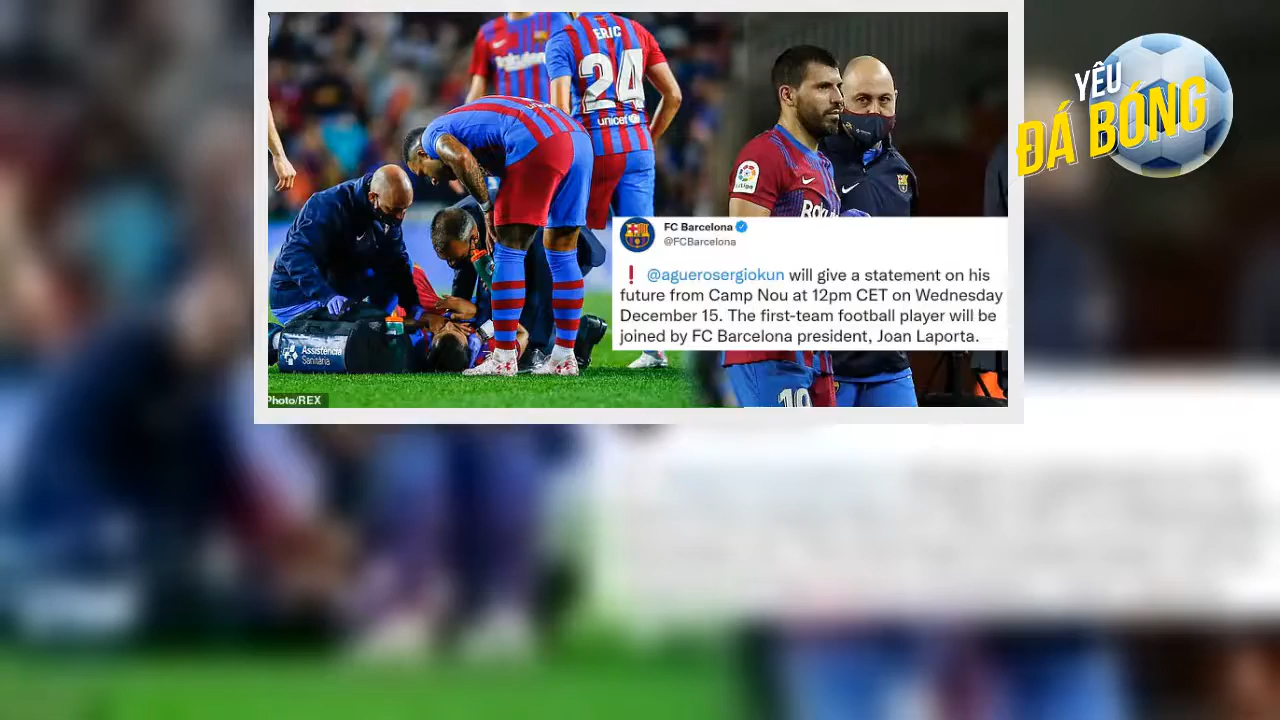 ERIC
24
unicef
Rakuten
YÊU
ĐÁ BÓNG
LaLiga
FC Barcelona
@FCBarcelona
❗ @aguerosergiokun will give a statement on his
future from Camp Nou at 12pm CET on Wednesday
December 15. The first-team football player will be
joined by FC Barcelona president, Joan Laporta.
Assistència
Sanitària
19
Photo/REX